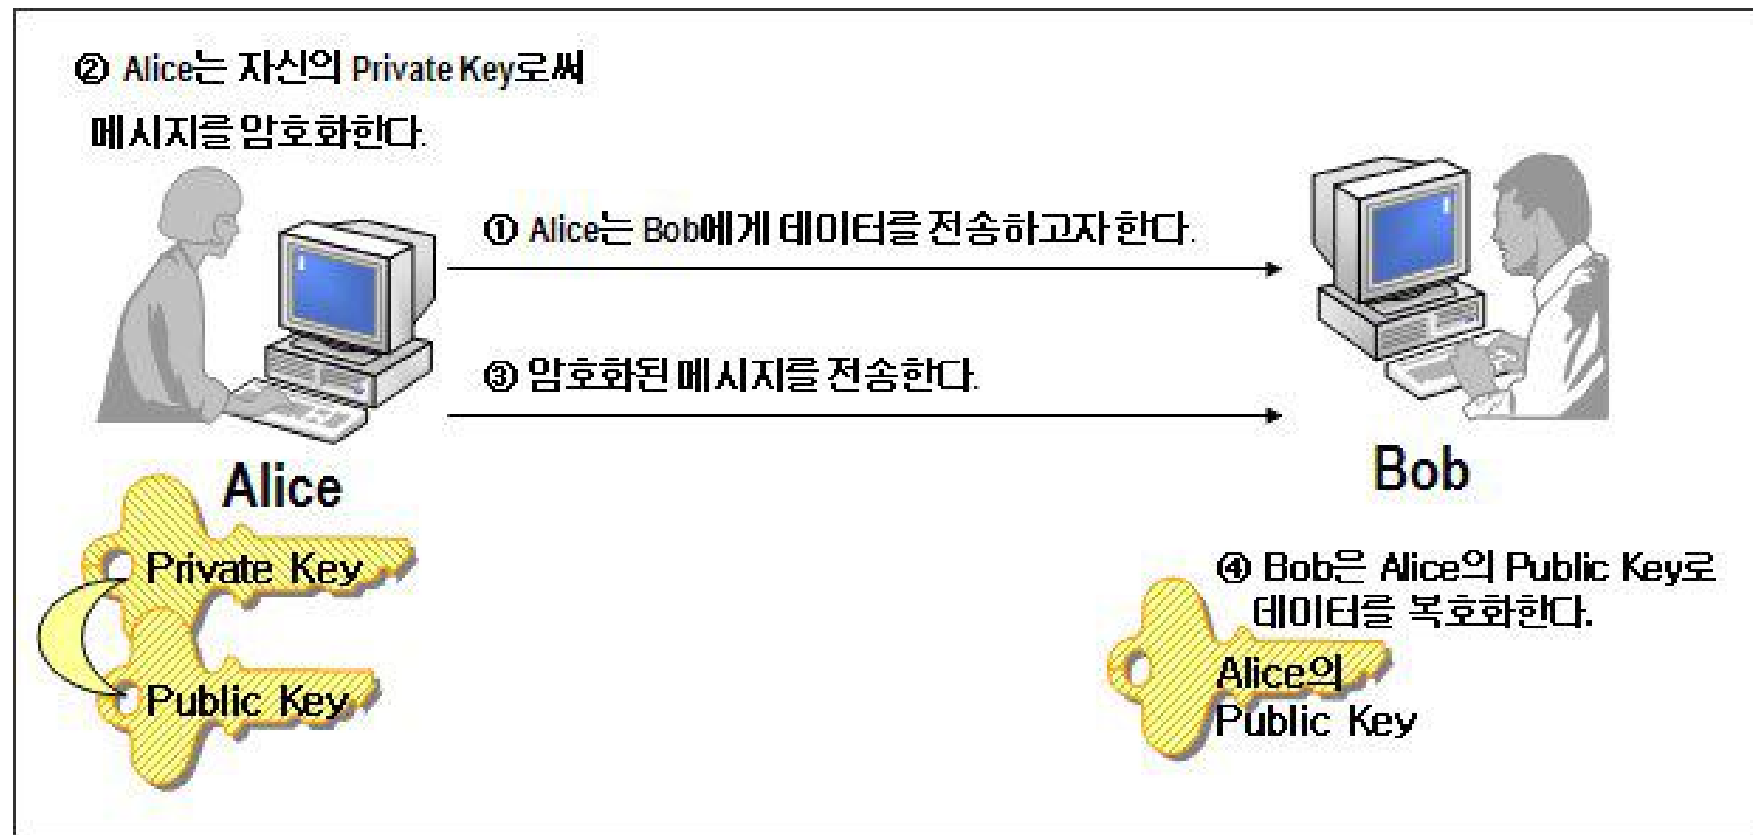 ② Alice는 자신의 Private Key로써
메시지를 암호화한다.
① Alice는 Bob에게 데이터를 전송하고자 한다.
③ 암호화된 메시지를 전송한다.
Alice
Bob
Private Key
Public Key
④ Bob은 Alice의 Public Key로
데이터를 복호화한다.
Alice의
Public Key